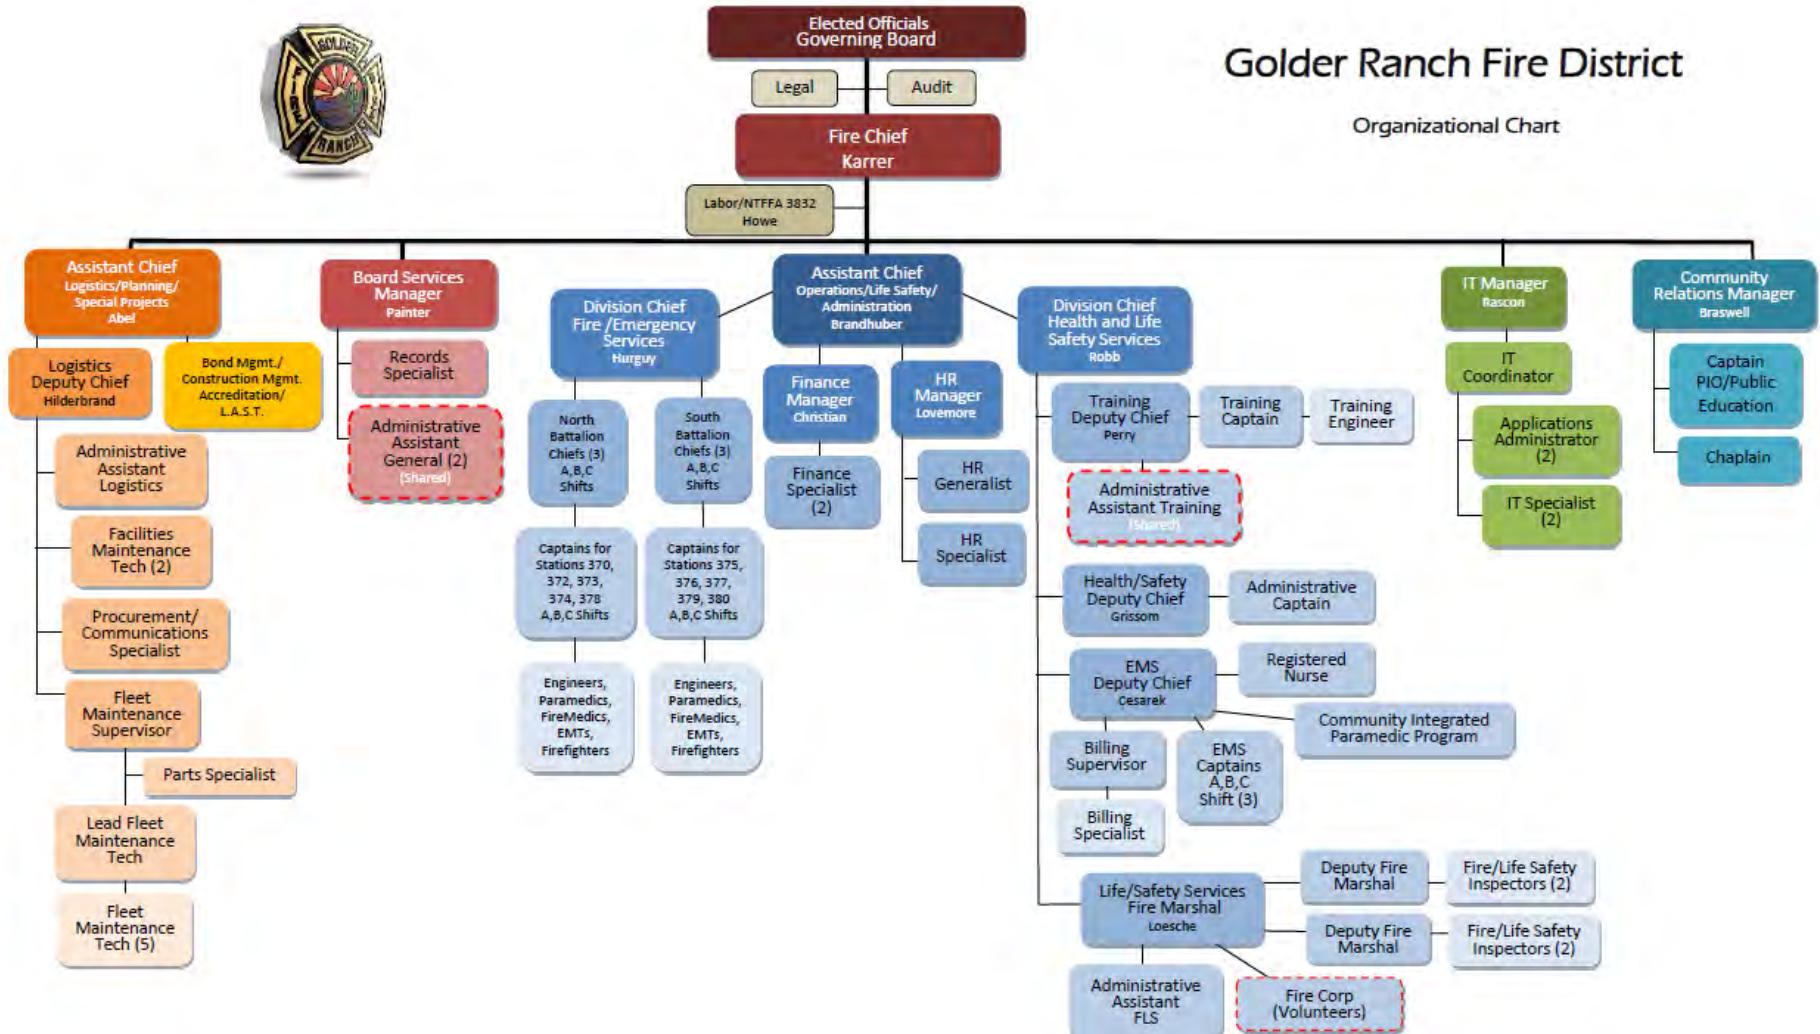 Elected Officials
Governing Board
Legal
Audit
Golder Ranch Fire District
Organizational Chart
GOLDER
FIRE
DIST
RANCH
Fire Chief
Karrer
Labor/NTFFA 3832
Howe
Assistant Chief
Logistics/Planning/
Special Projects
Abel
Logistics
Deputy Chief
Hilderbrand
Bond Mgmt./
Construction Mgmt.
Accreditation/
L.A.S.T.
Administrative
Assistant
Logistics
Facilities
Maintenance
Tech (2)
Procurement/
Communications
Specialist
Fleet
Maintenance
Supervisor
Parts Specialist
Lead Fleet
Maintenance
Tech
Fleet
Maintenance
Tech (5)
Board Services
Manager
Painter
Records
Specialist
Administrative
Assistant
General (2)
(Shared)
Assistant Chief
Operations/Life Safety/
Administration
Brandhuber
Division Chief
Fire /Emergency
Services
Hurguy
North
Battalion
Chiefs (3)
A,B,C
Shifts
Captains for
Stations 370,
372, 373,
374, 378
A,B,C Shifts
Engineers,
Paramedics,
FireMedics,
EMTs,
Firefighters
South
Battalion
Chiefs (3)
A,B,C
Shifts
Captains for
Stations 375,
376, 377,
379, 380
A,B,C Shifts
Engineers,
Paramedics,
FireMedics,
EMTs,
Firefighters
Finance
Manager
Christian
Finance
Specialist
(2)
HR
Manager
Lovemore
HR
Generalist
HR
Specialist
Division Chief
Health and Life
Safety Services
Robb
Training
Deputy Chief
Perry
Training
Captain
Training
Engineer
Administrative
Assistant Training
(Shared)
Health/Safety
Deputy Chief
Grissom
Administrative
Captain
EMS
Deputy Chief
Cesarek
Registered
Nurse
Community Integrated
Paramedic Program
Billing
Supervisor
Billing
Specialist
EMS
Captains
A,B,C
Shift (3)
Life/Safety Services
Fire Marshal
Loesche
Deputy Fire
Marshal
Fire/Life Safety
Inspectors (2)
Deputy Fire
Marshal
Fire/Life Safety
Inspectors (2)
Administrative
Assistant
FLS
Fire Corp
(Volunteers)
IT Manager
Rascon
IT
Coordinator
Applications
Administrator
(2)
IT Specialist
(2)
Community
Relations Manager
Braswell
Captain
PIO/Public
Education
Chaplain